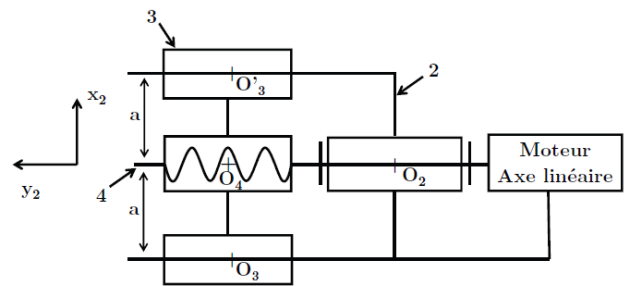 3
O'₃
2
x₂
a
y₂
4
O₄
O₂
Moteur
Axe linéaire
a
O₃